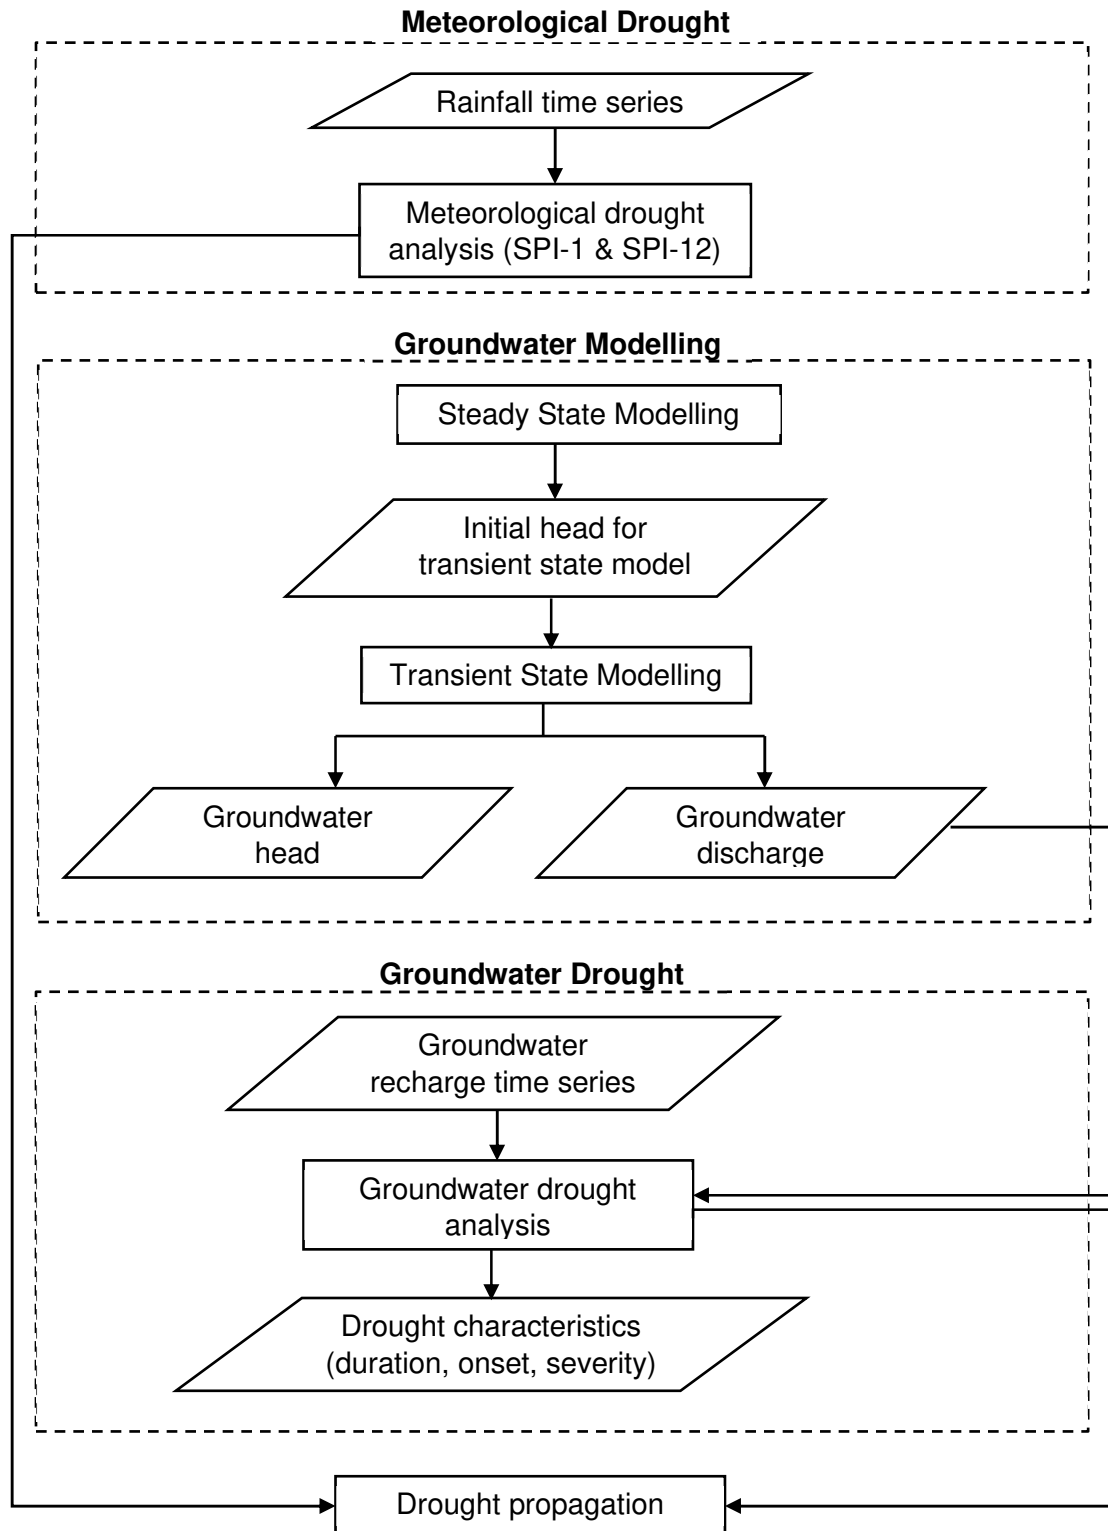 Meteorological Drought
Rainfall time series
Meteorological drought
analysis (SPI-1 & SPI-12)
Groundwater Modelling
Steady State Modelling
Initial head for
transient state model
Transient State Modelling
Groundwater
head
Groundwater
discharge
Groundwater Drought
Groundwater
recharge time series
Groundwater drought
analysis
Drought characteristics
(duration, onset, severity)
Drought propagation